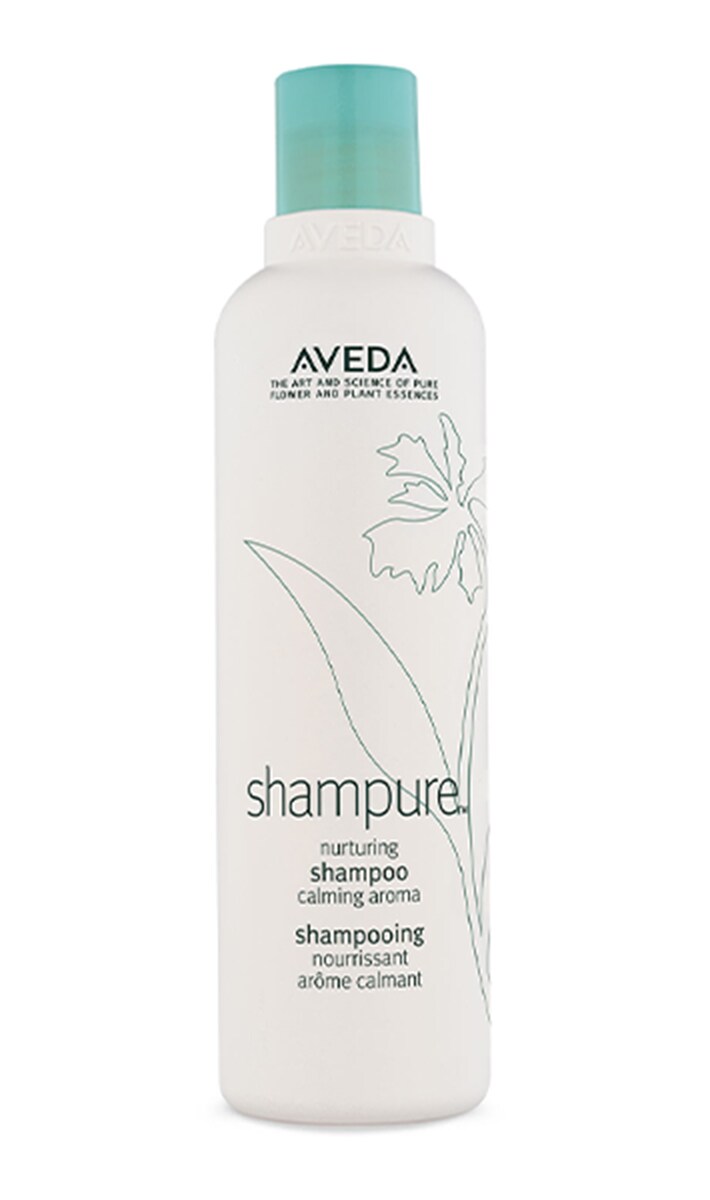 AVEDA
AVEDA
THE ART AND SCIENCE OF PURE
FLOWER AND PLANT ESSENCES
shampure™
nurturing
shampoo
calming aroma
shampooing
nourrissant
arôme calmant